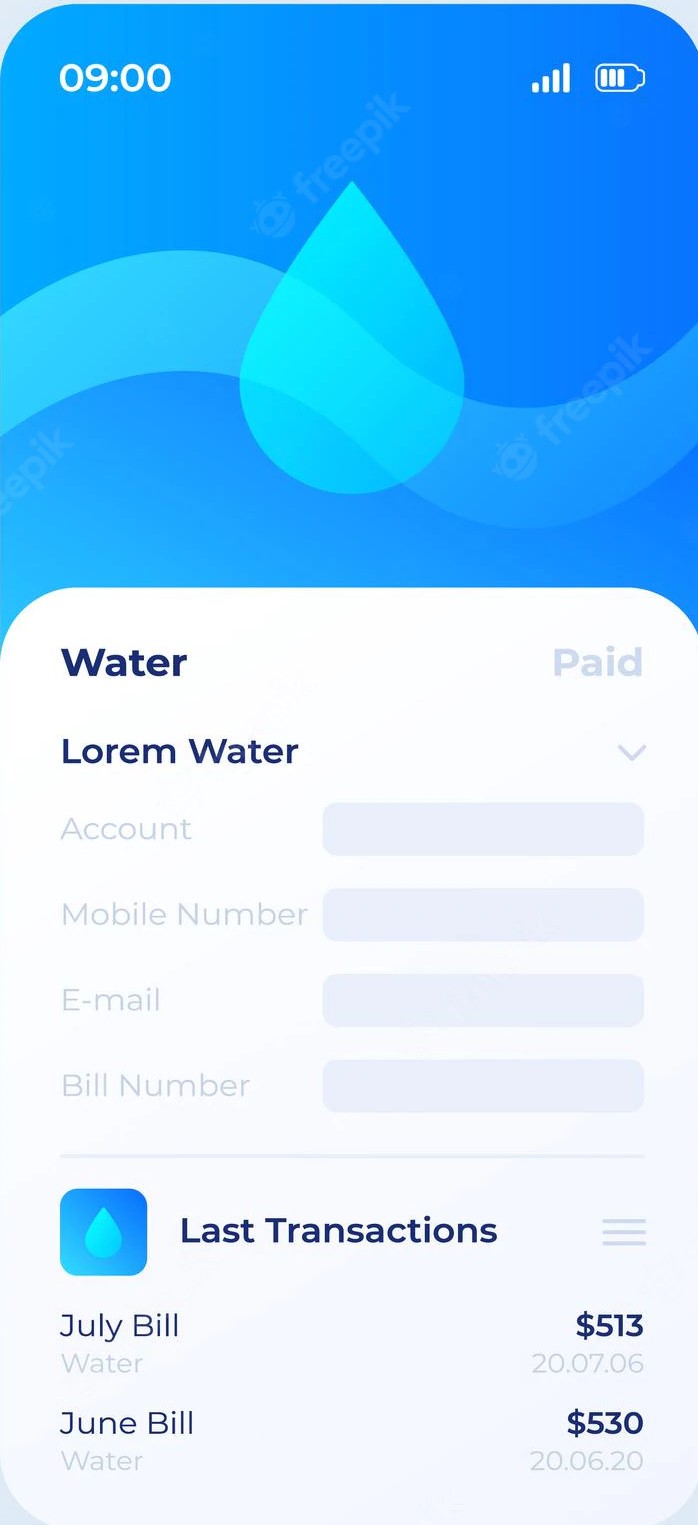 09:00
freepik
freepik
eepik
Water Paid
Lorem Water
Account
Mobile Number
E-mail
Bill Number
Last Transactions
July Bill $513
Water 20.07.06
June Bill $530
Water 20.06.20